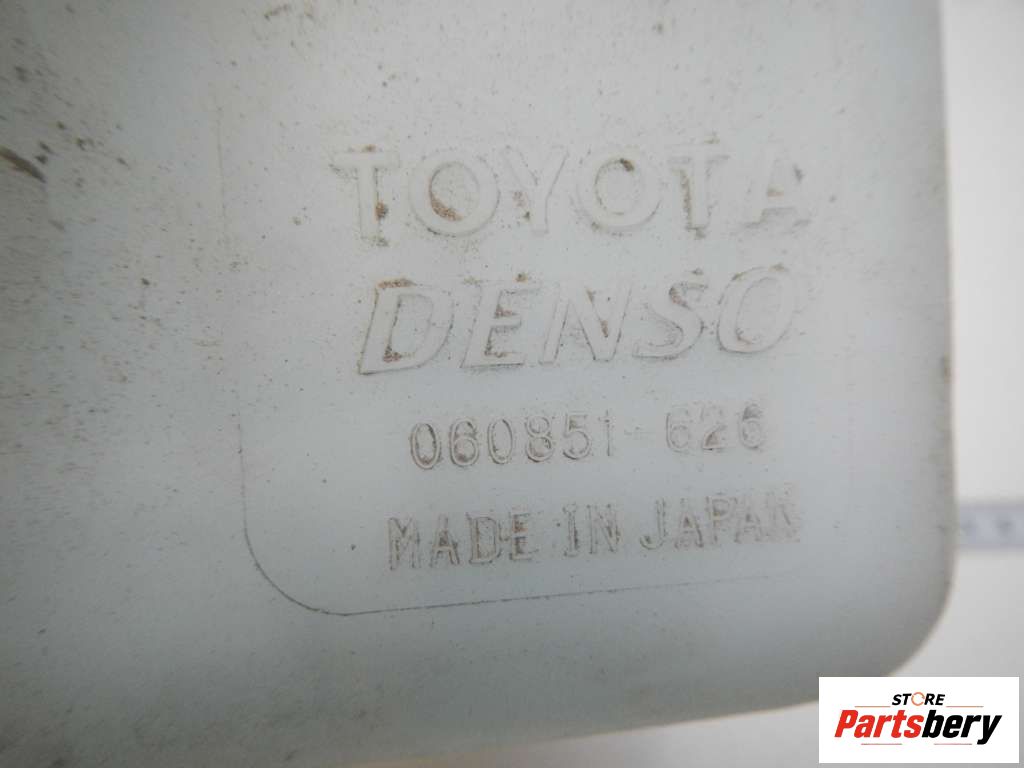 TOYOTA
DENSO
060851-626
MADE IN JAPAN
STORE
Partsbery